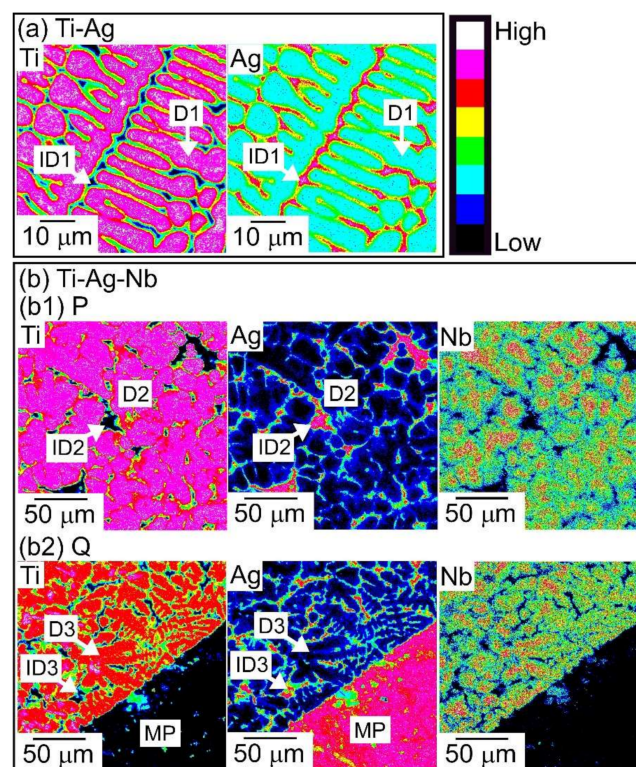 (a) Ti-Ag
Ti
Ag
High
D1
D1
ID1
ID1
10 μm
10 μm
Low
(b) Ti-Ag-Nb
(b1) P
Ti
Ag
Nb
D2
D2
ID2
ID2
50 μm
50 μm
50 μm
(b2) Q
Ti
Ag
Nb
D3
D3
ID3
ID3
MP
MP
50 μm
50 μm
50 μm